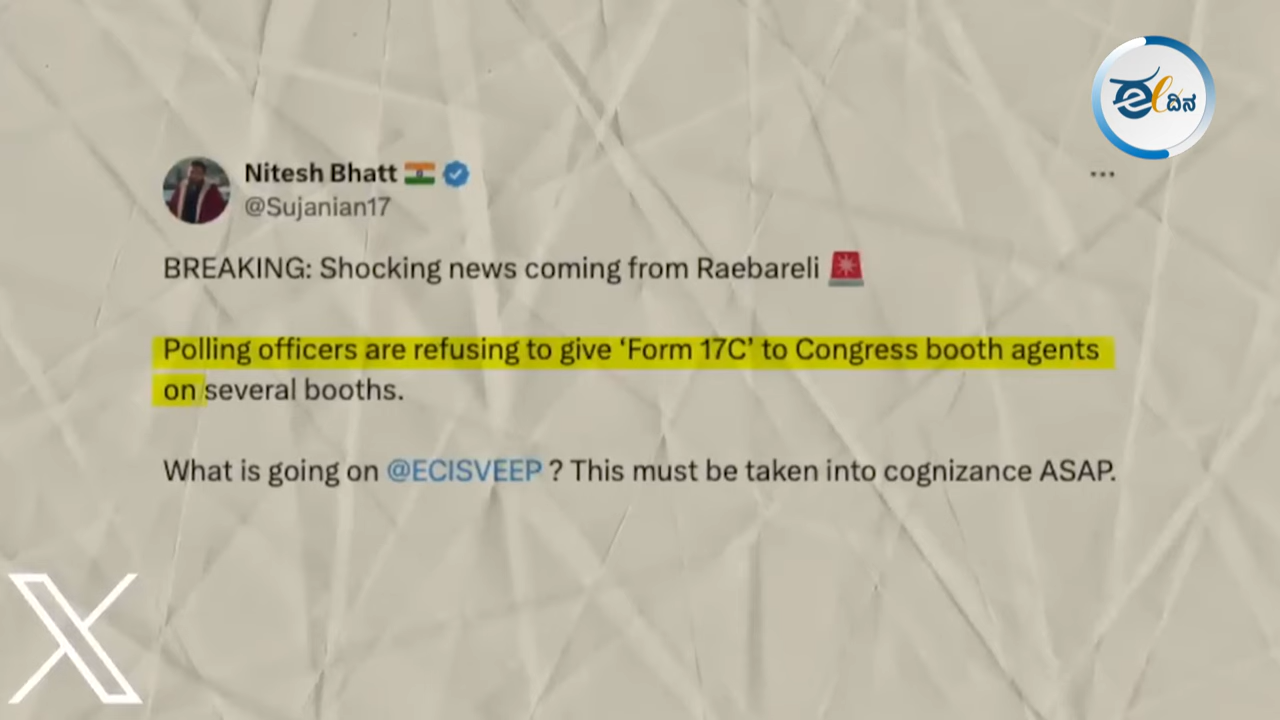 ಈದಿನ
Nitesh Bhatt
@Sujanian17
...
BREAKING: Shocking news coming from Raebareli
Polling officers are refusing to give ‘Form 17C’ to Congress booth agents
on several booths.
What is going on @ECISVEEP ? This must be taken into cognizance ASAP.
X